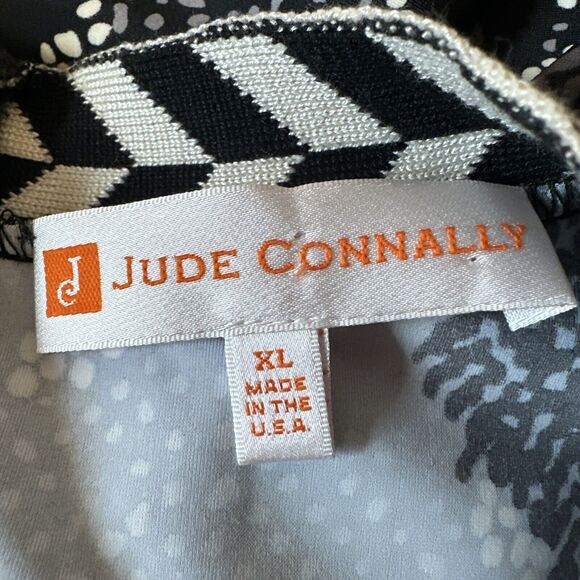 JC
JUDE CONNALLY
XL
MADE
IN THE
U.S.A.